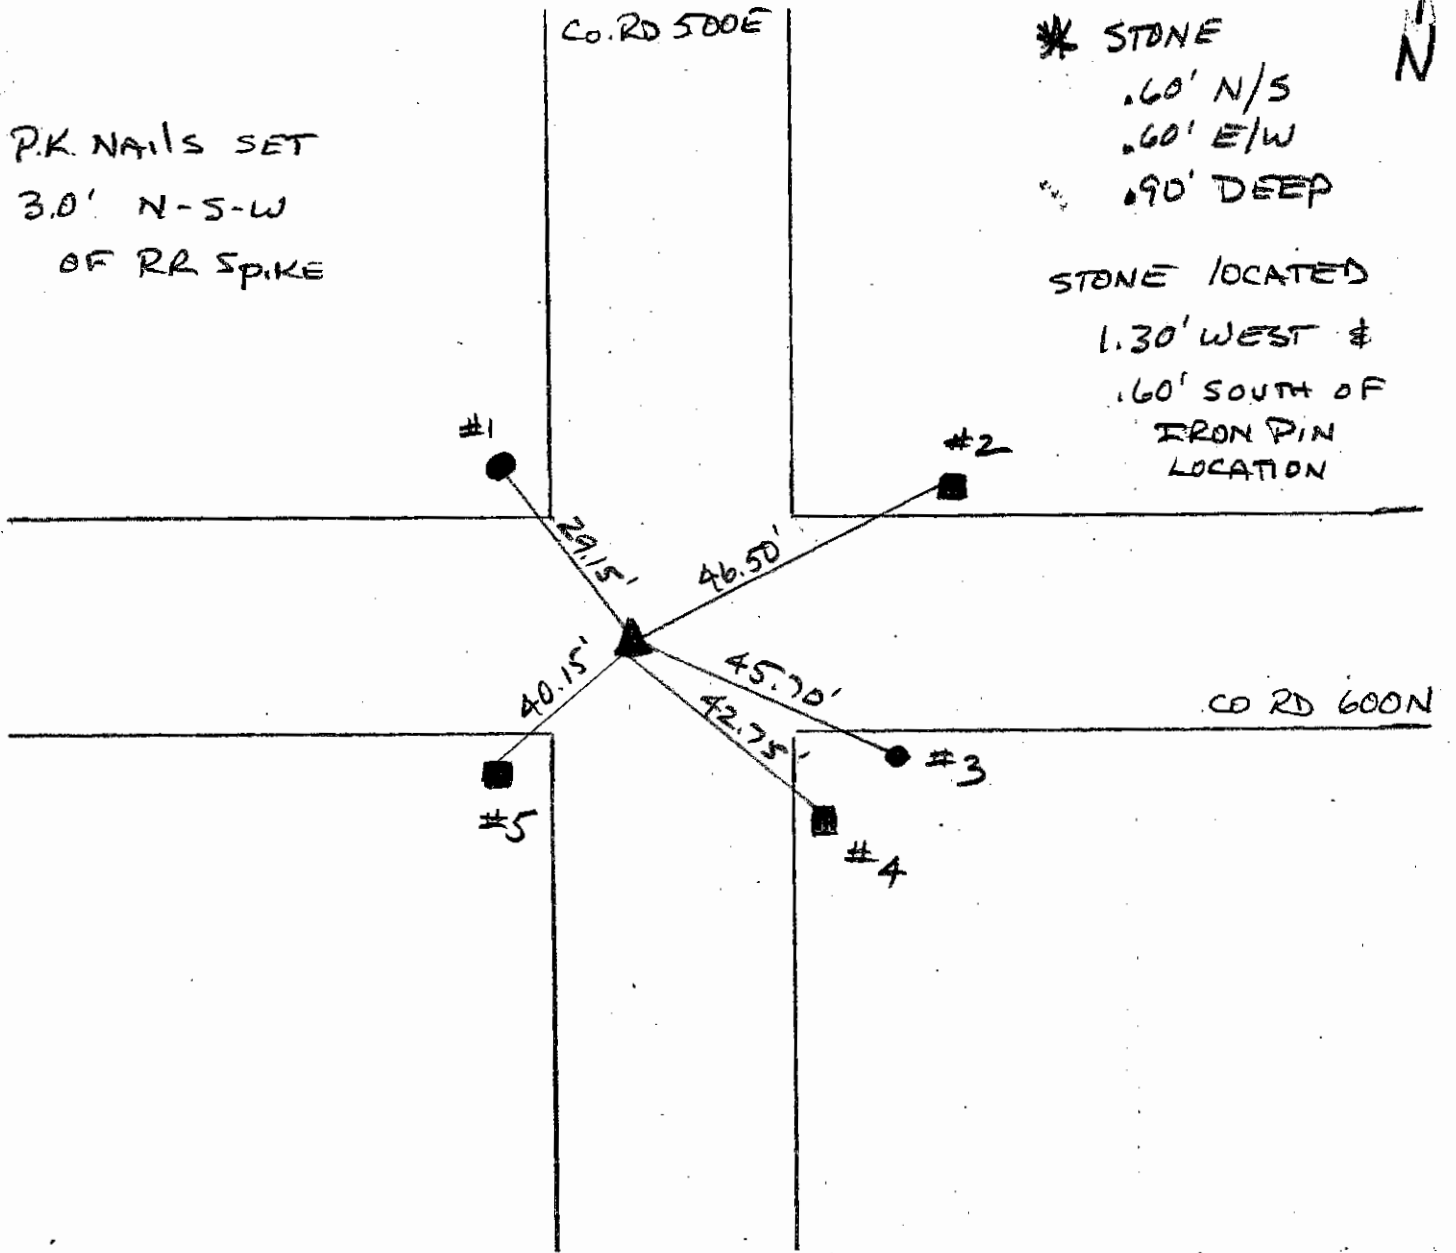 Co. RD 500E
N
P.K. NAILS SET
3.0' N-S-W
OF RR SPIKE
* STONE
.60' N/S
.60' E/W
.90' DEEP
STONE LOCATED
1.30' WEST &
.60' SOUTH OF
IRON PIN
LOCATION
#1
#2
29.15'
46.50'
40.15'
45.70'
42.75'
CO RD 600N
#3
#5
#4